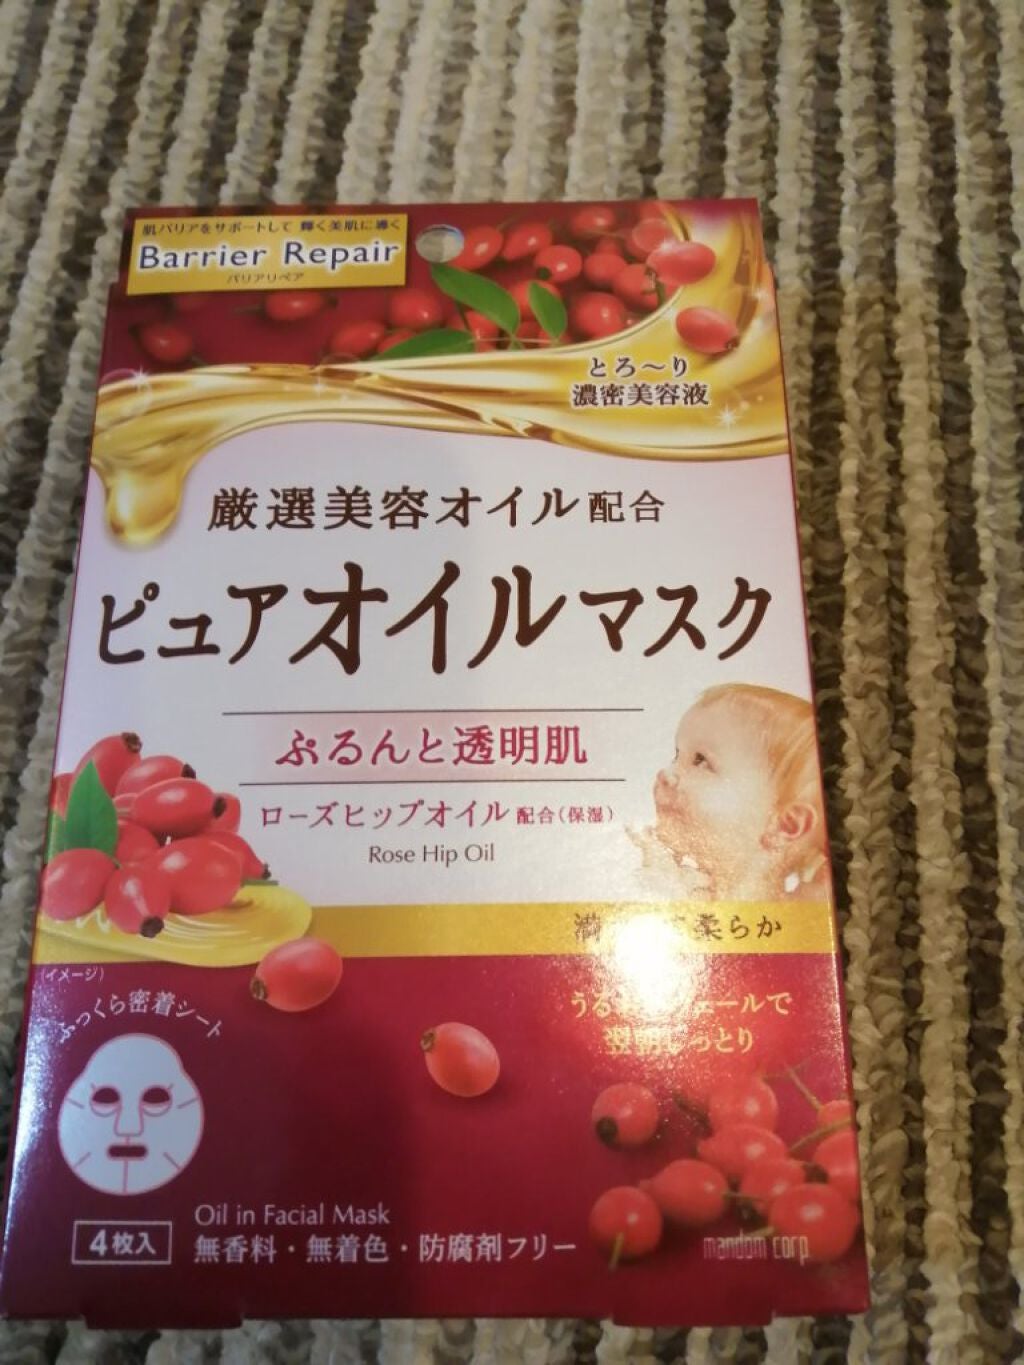 肌バリアをサポートして 輝く美肌に導く
Barrier Repair
バリアリペア
とろ～り
濃密美容液
厳選美容オイル配合
ピュアオイルマスク
ぷるんと透明肌
ローズヒップオイル 配合(保湿)
Rose Hip Oil
柔らか
(イメージ)
ふっくら密着シート
うる ールで
翌朝しっとり
Oil in Facial Mask
4枚入
無香料・無着色・防腐剤フリー
mandom corp.